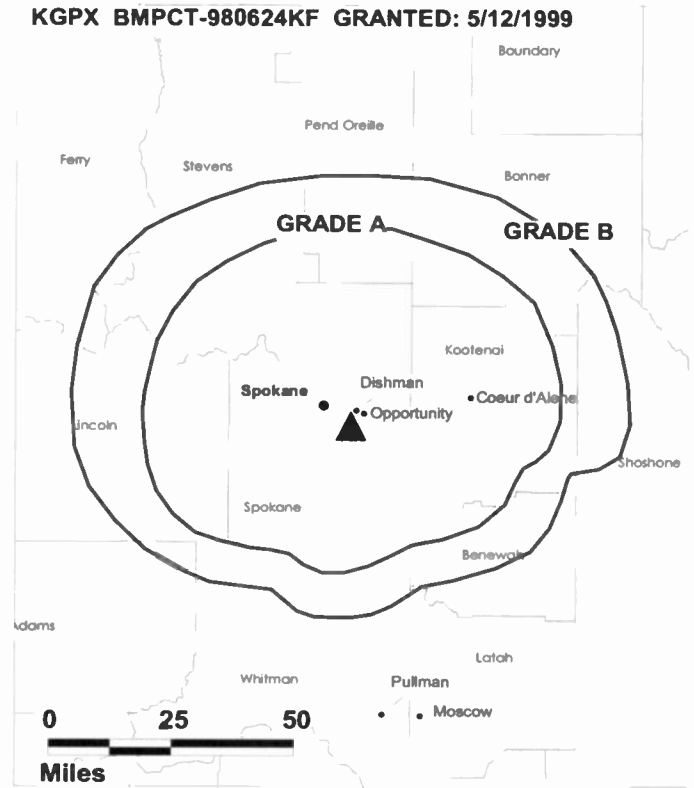 KGPX BMPCT-980624KF GRANTED: 5/12/1999
Boundary
Pend Oreille
Ferry
Stevens
Bonner
GRADE A
GRADE B
Kootenai
Dishman
Spokane
Coeur d'Alene
Opportunity
Lincoln
Shoshone
Spokane
Benewah
Adams
Latah
Whitman
Pullman
Moscow
0 25 50
Miles